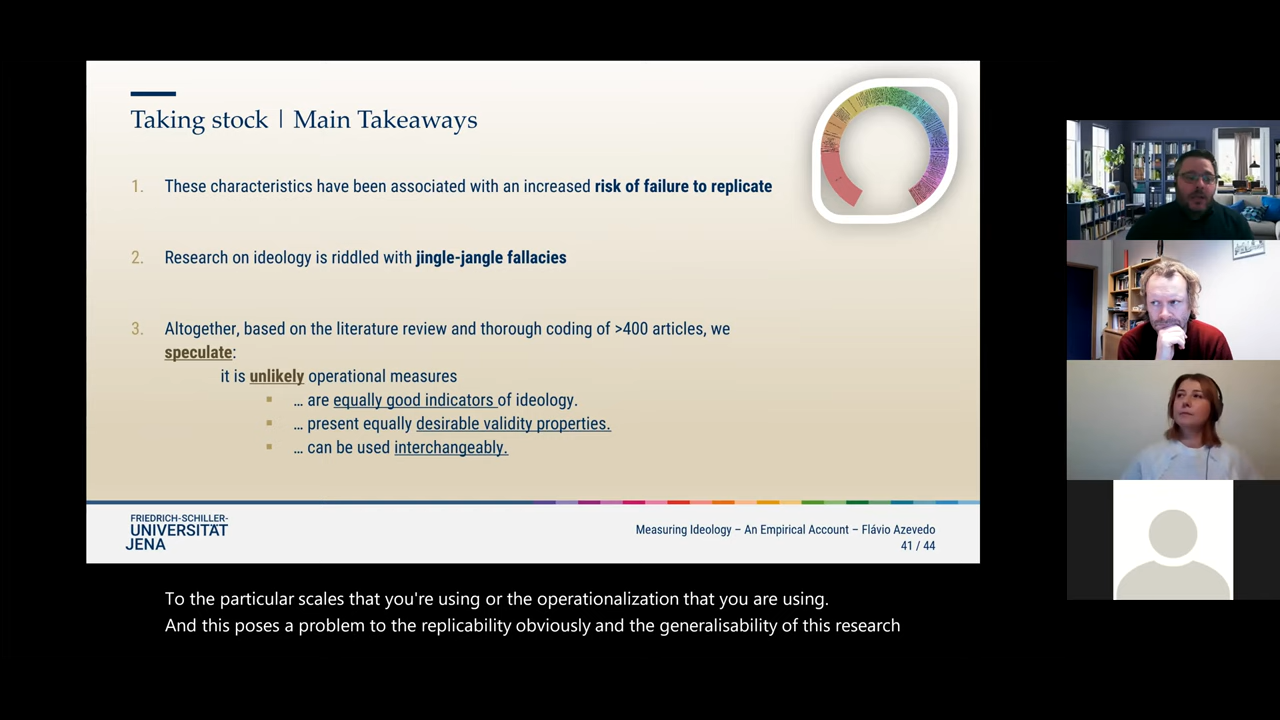 Taking stock | Main Takeaways
1. These characteristics have been associated with an increased risk of failure to replicate
2. Research on ideology is riddled with jingle-jangle fallacies
3. Altogether, based on the literature review and thorough coding of >400 articles, we
speculate:
it is unlikely operational measures
▪ … are equally good indicators of ideology.
▪ … present equally desirable validity properties.
▪ … can be used interchangeably.
FRIEDRICH-SCHILLER-
UNIVERSITÄT
JENA
Measuring Ideology – An Empirical Account – Flávio Azevedo
41 / 44
To the particular scales that you're using or the operationalization that you are using.
And this poses a problem to the replicability obviously and the generalisability of this research